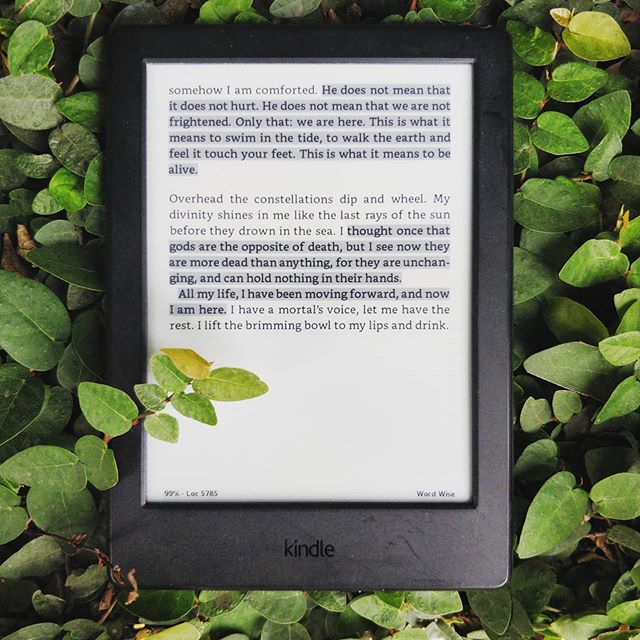 somehow I am comforted. He does not mean that
it does not hurt. He does not mean that we are not
frightened. Only that: we are here. This is what it
means to swim in the tide, to walk the earth and
feel it touch your feet. This is what it means to be
alive.
Overhead the constellations dip and wheel. My
divinity shines in me like the last rays of the sun
before they drown in the sea. I thought once that
gods are the opposite of death, but I see now they
are more dead than anything, for they are unchan-
ging, and can hold nothing in their hands.
All my life, I have been moving forward, and now
I am here. I have a mortal's voice, let me have the
rest. I lift the brimming bowl to my lips and drink.
99% · Loc 5785 Word Wise
kindle